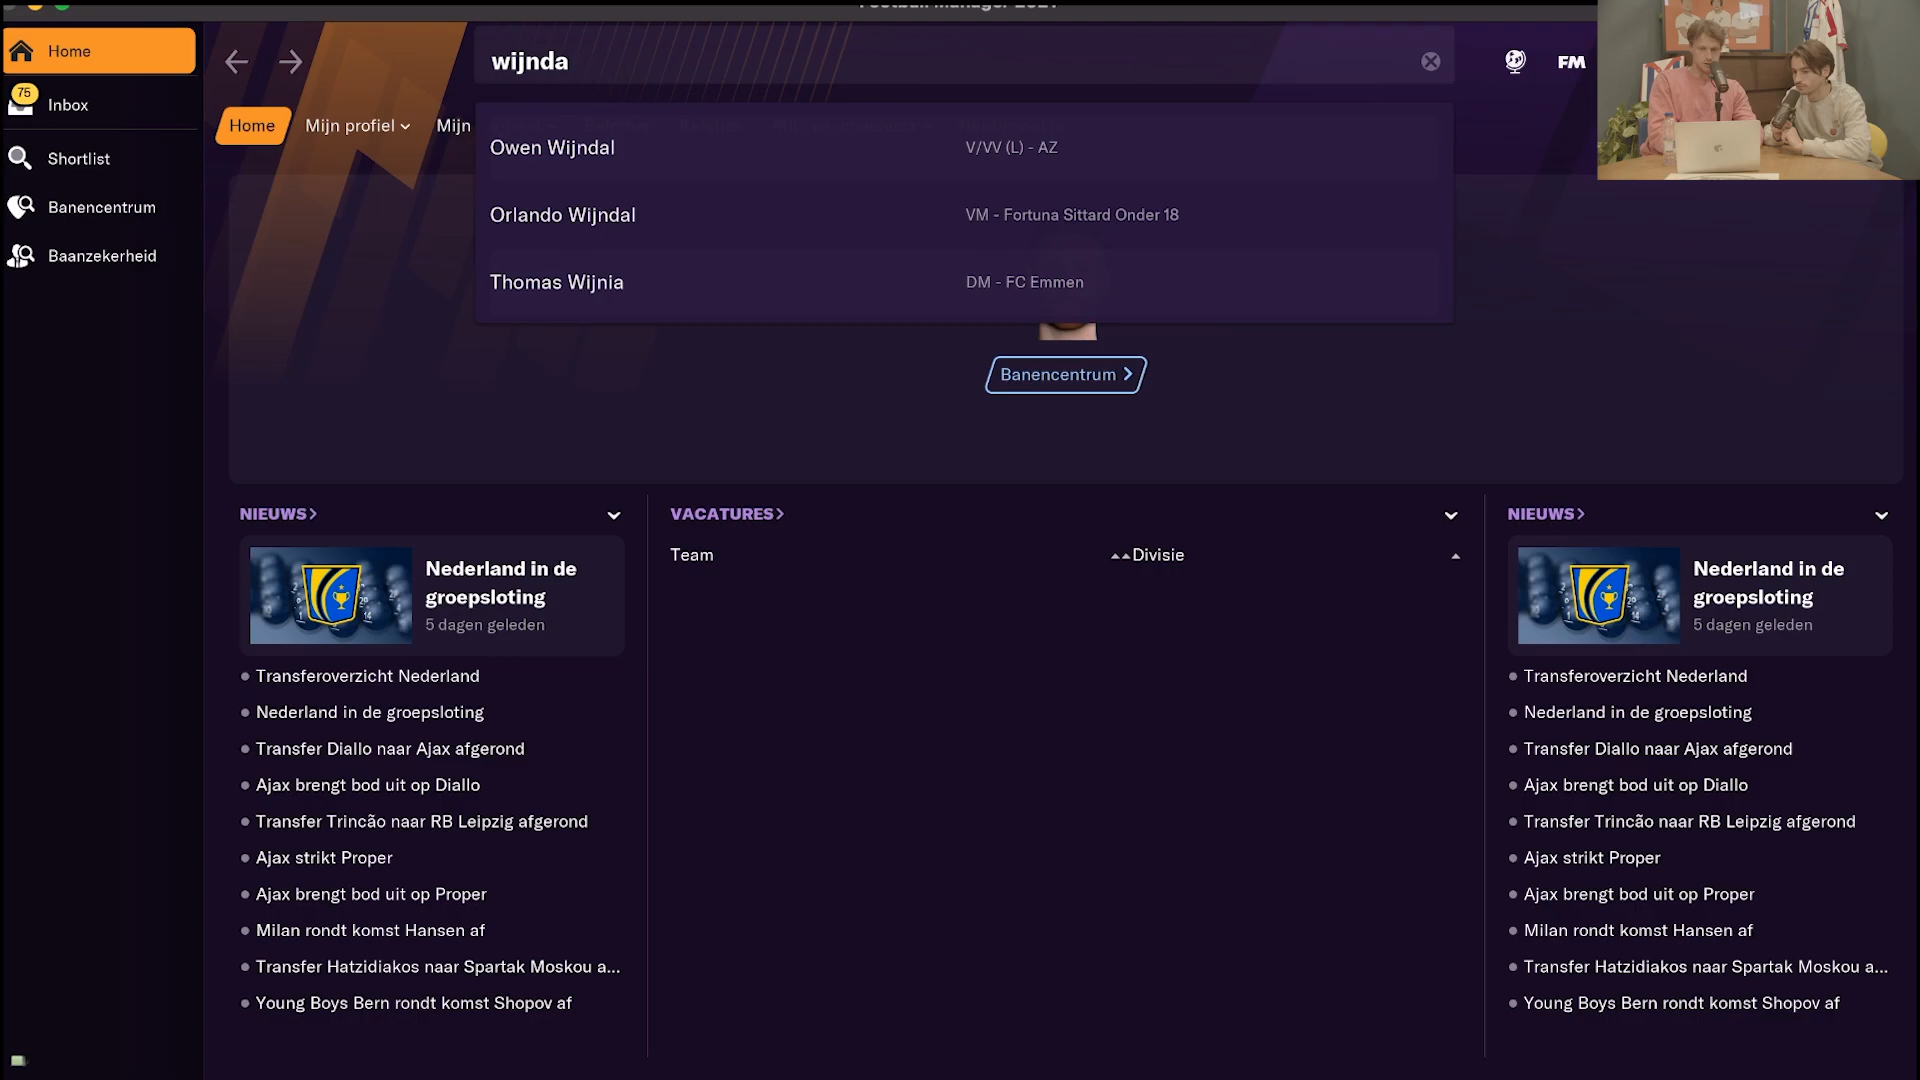 Football Manager 2021
Home
75
Inbox
Shortlist
Banencentrum
Baanzekerheid
wijnda
FM
Home
Mijn profiel
Mijn
Owen Wijndal
V/VV (L) - AZ
Orlando Wijndal
VM - Fortuna Sittard Onder 18
Thomas Wijnia
DM - FC Emmen
Banencentrum
NIEUWS
Nederland in de
groepsloting
5 dagen geleden
Transferoverzicht Nederland
Nederland in de groepsloting
Transfer Diallo naar Ajax afgerond
Ajax brengt bod uit op Diallo
Transfer Trincão naar RB Leipzig afgerond
Ajax strikt Proper
Ajax brengt bod uit op Proper
Milan rondt komst Hansen af
Transfer Hatzidiakos naar Spartak Moskou a...
Young Boys Bern rondt komst Shopov af
VACATURES
Team
Divisie
NIEUWS
Nederland in de
groepsloting
5 dagen geleden
Transferoverzicht Nederland
Nederland in de groepsloting
Transfer Diallo naar Ajax afgerond
Ajax brengt bod uit op Diallo
Transfer Trincão naar RB Leipzig afgerond
Ajax strikt Proper
Ajax brengt bod uit op Proper
Milan rondt komst Hansen af
Transfer Hatzidiakos naar Spartak Moskou a...
Young Boys Bern rondt komst Shopov af